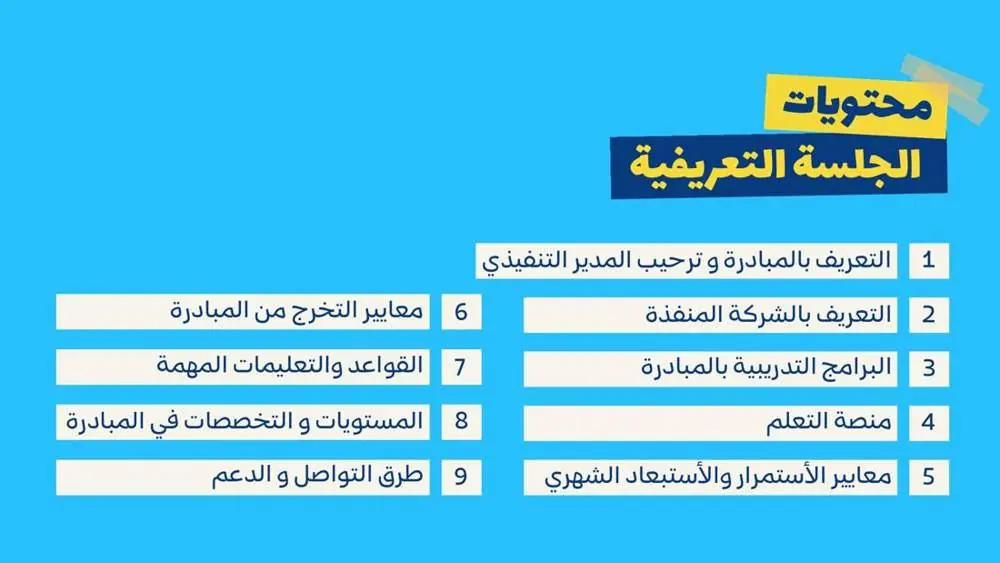 محتويات
الجلسة التعريفية
1 التعريف بالمبادرة و ترحيب المدير التنفيذي
2 التعريف بالشركة المنفذة
3 البرامج التدريبية بالمبادرة
4 منصة التعلم
5 معايير الأستمرار والأستبعاد الشهري
6 معايير التخرج من المبادرة
7 القواعد والتعليمات المهمة
8 المستويات و التخصصات في المبادرة
9 طرق التواصل و الدعم